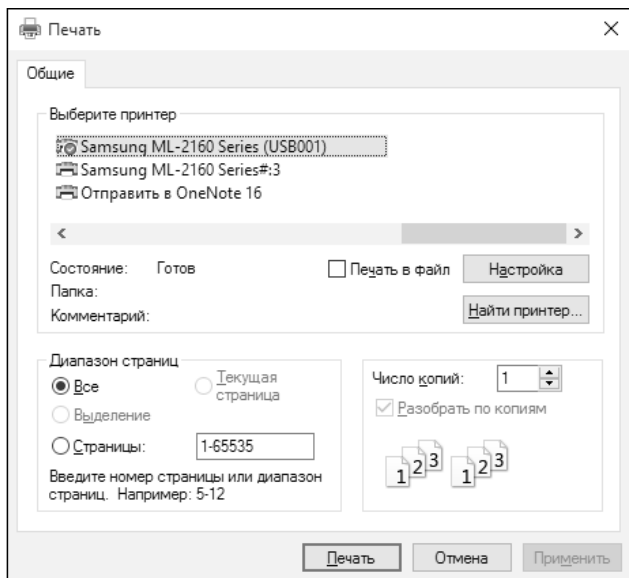 Печать
Общие
Выберите принтер
Samsung ML-2160 Series (USB001)
Samsung ML-2160 Series#:3
Отправить в OneNote 16
Состояние: Готов
Печать в файл
Настройка
Папка:
Комментарий:
Найти принтер...
Диапазон страниц
Все
Текущая
страница
Выделение
Страницы: 1-65535
Введите номер страницы или диапазон
страниц. Например: 5-12
Число копий: 1
Разобрать по копиям
1 2 3 1 2 3
Печать Отмена Применить